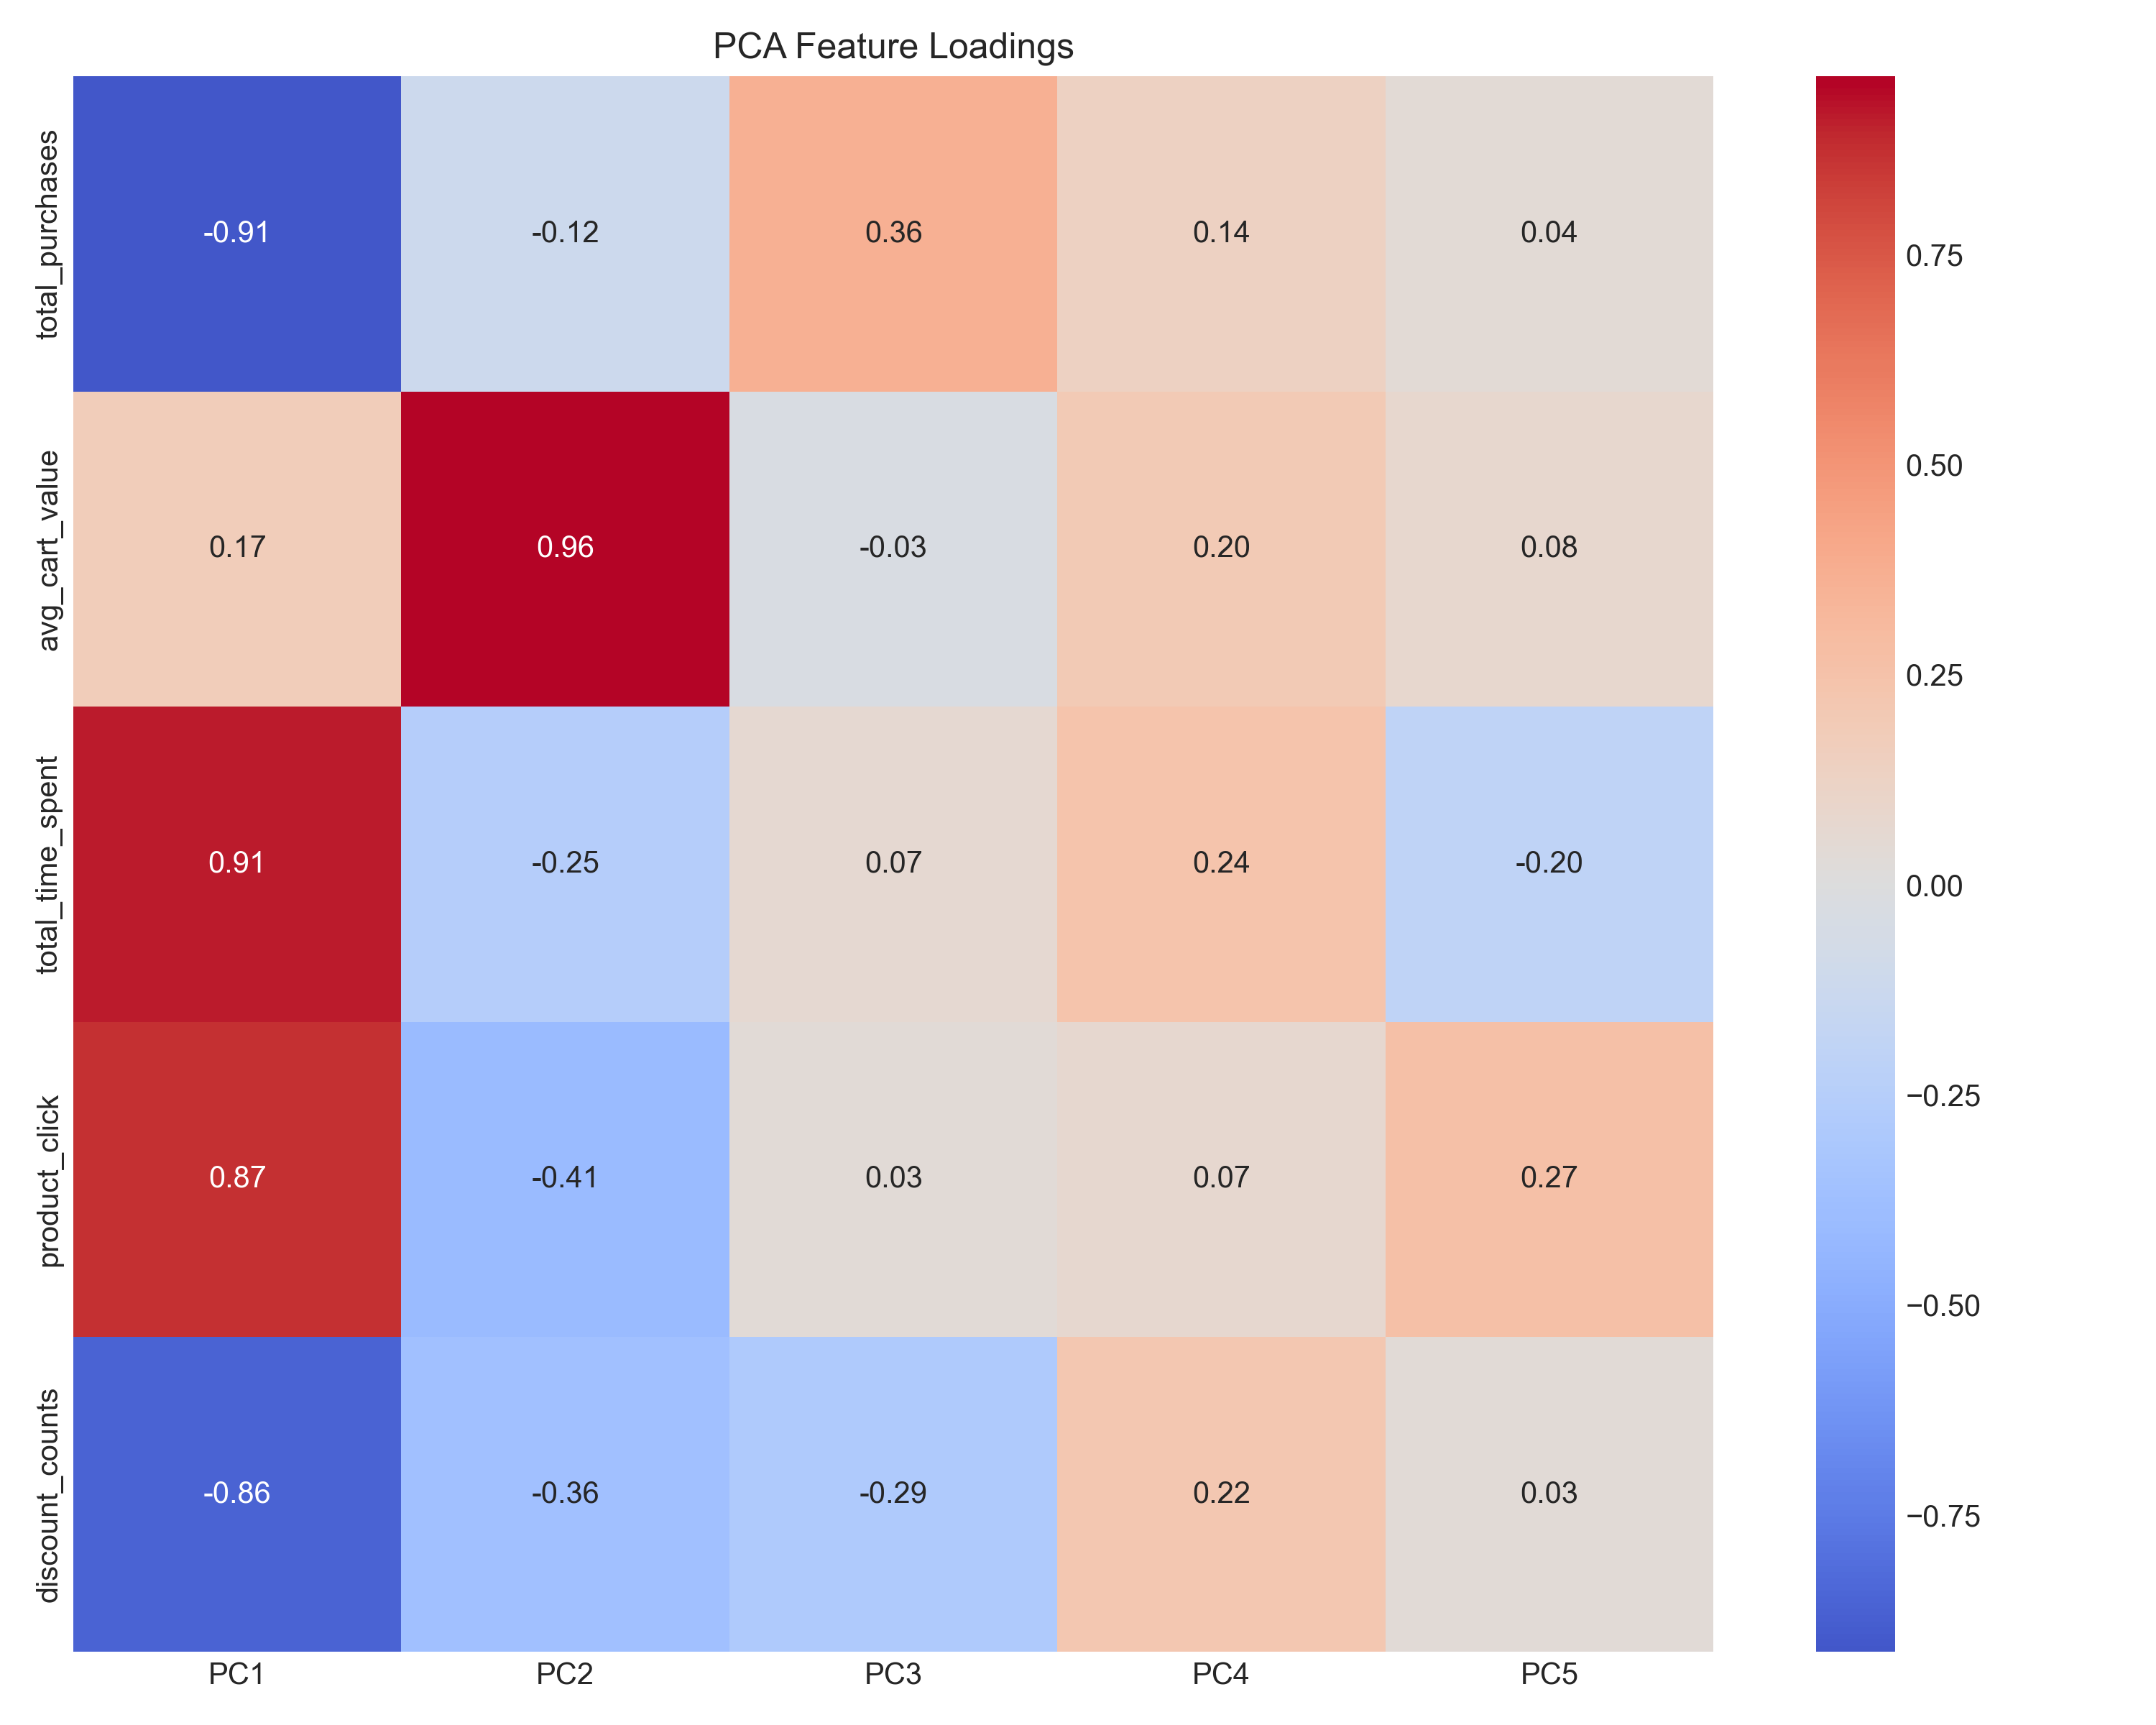 PCA Feature Loadings
total_purchases
-0.91 -0.12 0.36 0.14 0.04
avg_cart_value
0.17 0.96 -0.03 0.20 0.08
total_time_spent
0.91 -0.25 0.07 0.24 -0.20
product_click
0.87 -0.41 0.03 0.07 0.27
discount_counts
-0.86 -0.36 -0.29 0.22 0.03
PC1 PC2 PC3 PC4 PC5
0.75
0.50
0.25
0.00
−0.25
−0.50
−0.75